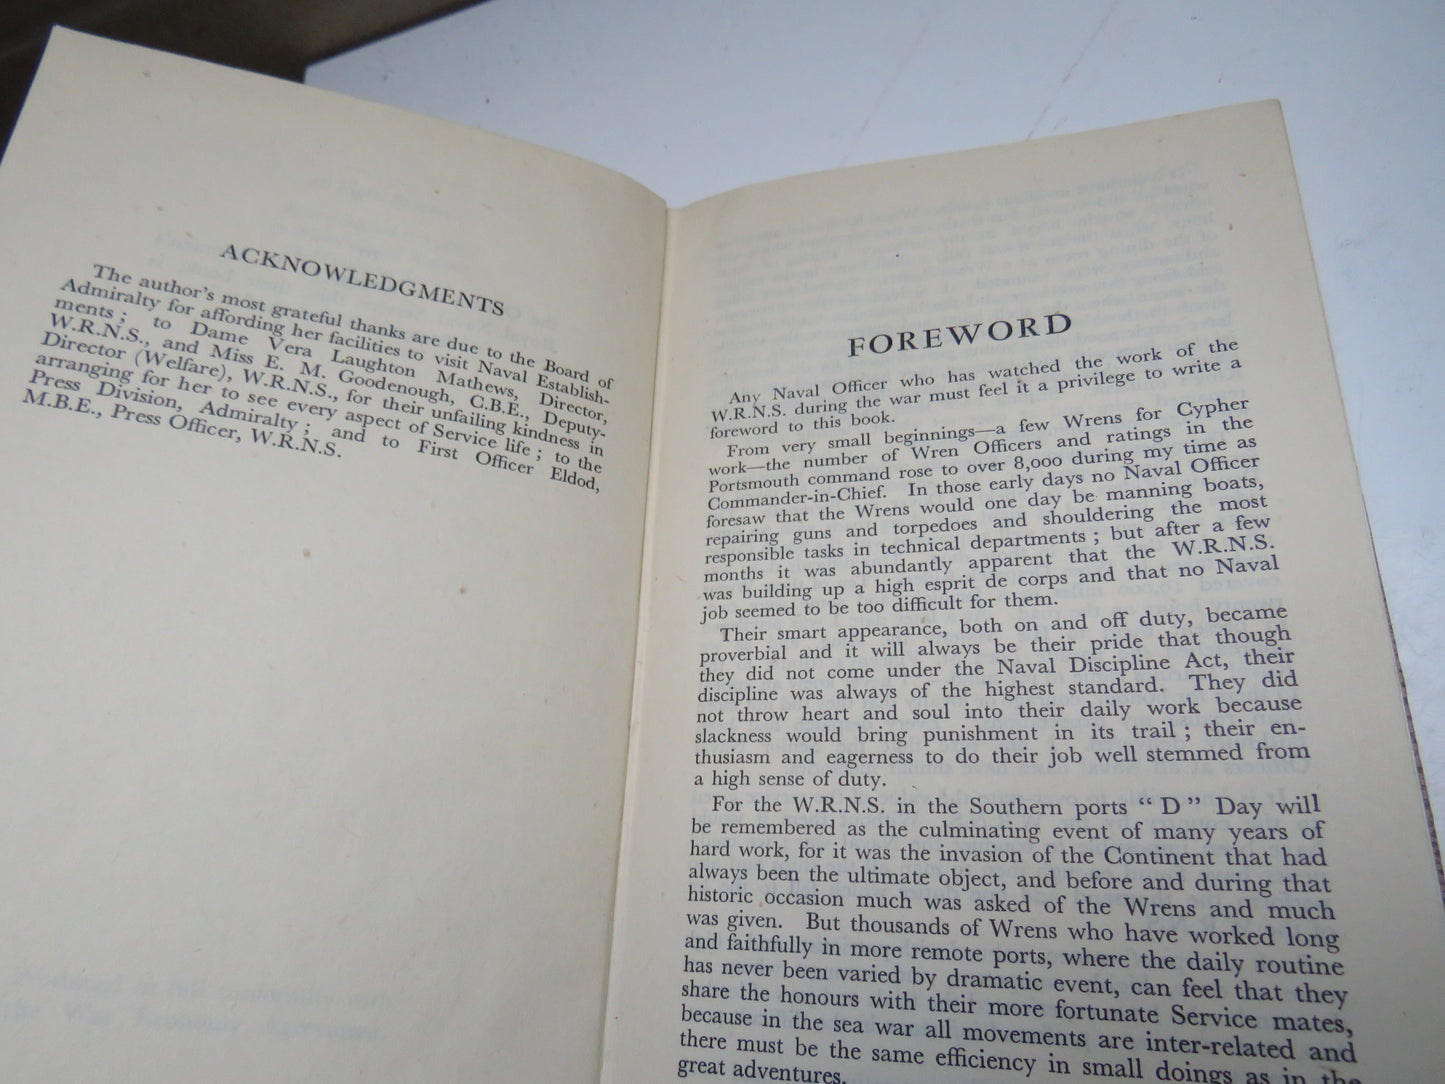 ACKNOWLEDGMENTS
The author's most grateful thanks are due to the Board of
Admiralty for affording her facilities to visit Naval Establish-
ments; to Dame Vera Laughton Mathews, Director,
W.R.N.S., and Miss E. M. Goodenough, C.B.E., Deputy-
Director (Welfare), W.R.N.S., for their unfailing kindness in
arranging for her to see every aspect of Service life; to the
Press Division, Admiralty; and to First Officer Eldod,
M.B.E., Press Officer, W.R.N.S.
FOREWORD
Any Naval Officer who has watched the work of the
W.R.N.S. during the war must feel it a privilege to write a
foreword to this book.
From very small beginnings—a few Wrens for Cypher
work—the number of Wren Officers and ratings in the
Portsmouth command rose to over 8,000 during my time as
Commander-in-Chief. In those early days no Naval Officer
foresaw that the Wrens would one day be manning boats,
repairing guns and torpedoes and shouldering the most
responsible tasks in technical departments; but after a few
months it was abundantly apparent that the W.R.N.S.
was building up a high esprit de corps and that no Naval
job seemed to be too difficult for them.
Their smart appearance, both on and off duty, became
proverbial and it will always be their pride that though
they did not come under the Naval Discipline Act, their
discipline was always of the highest standard. They did
not throw heart and soul into their daily work because
slackness would bring punishment in its trail; their en-
thusiasm and eagerness to do their job well stemmed from
a high sense of duty.
For the W.R.N.S. in the Southern ports "D" Day will
be remembered as the culminating event of many years of
hard work, for it was the invasion of the Continent that had
always been the ultimate object, and before and during that
historic occasion much was asked of the Wrens and much
was given. But thousands of Wrens who have worked long
and faithfully in more remote ports, where the daily routine
has never been varied by dramatic event, can feel that they
share the honours with their more fortunate Service mates,
because in the sea war all movements are inter-related and
there must be the same efficiency in small doings as in the
great adventures.